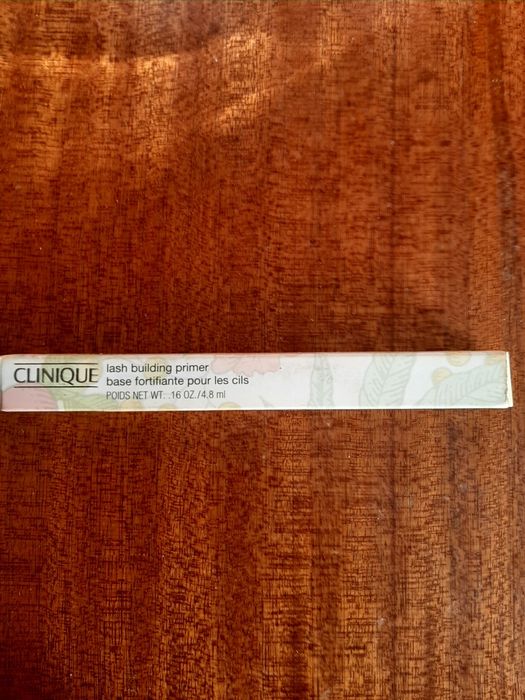 CLINIQUE
lash building primer
base fortifiante pour les cils
POIDS NET WT: .16 OZ./4.8 ml